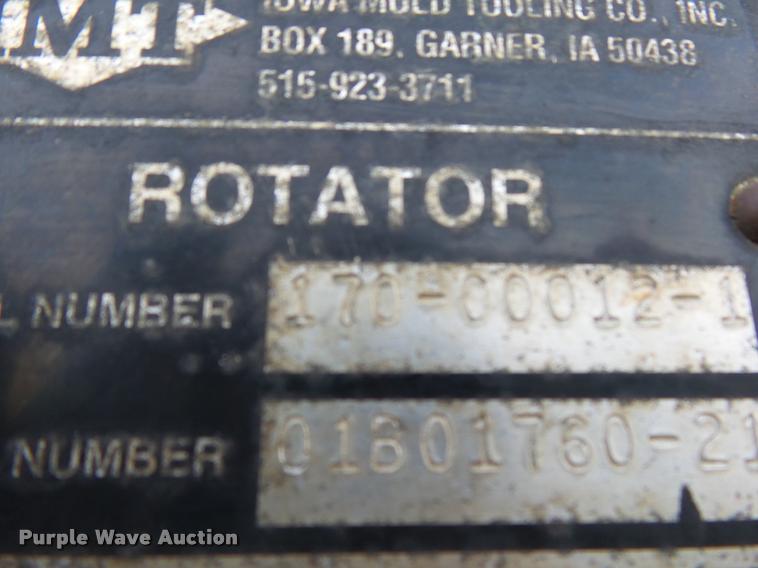 IMT
IOWA MOLD TOOLING CO., INC.
BOX 189, GARNER, IA 50438
515-923-3711
ROTATOR
L NUMBER 170-00012-1
NUMBER 01B01760-21
Purple Wave Auction